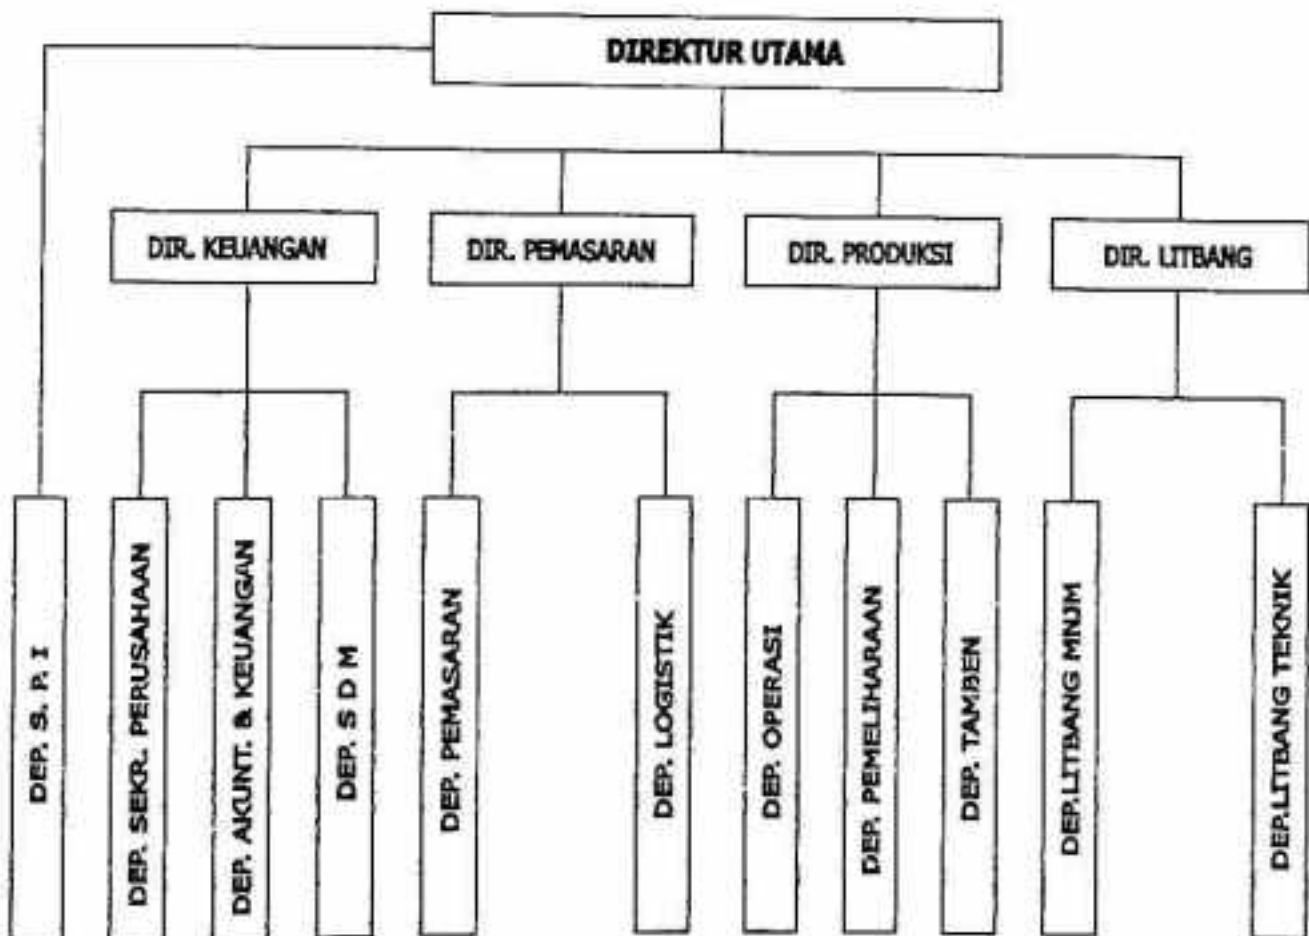 DIREKTUR UTAMA
DIR. KEUANGAN
DIR. PEMASARAN
DIR. PRODUKSI
DIR. LITBANG
DEP. S. P. I
DEP. SEKR. PERUSAHAAN
DEP. AKUNT. & KEUANGAN
DEP. S D M
DEP. PEMASARAN
DEP. LOGISTIK
DEP. OPERASI
DEP. PEMELIHARAAN
DEP. TAMBEN
DEP.LITBANG MNJM
DEP.LITBANG TEKNIK